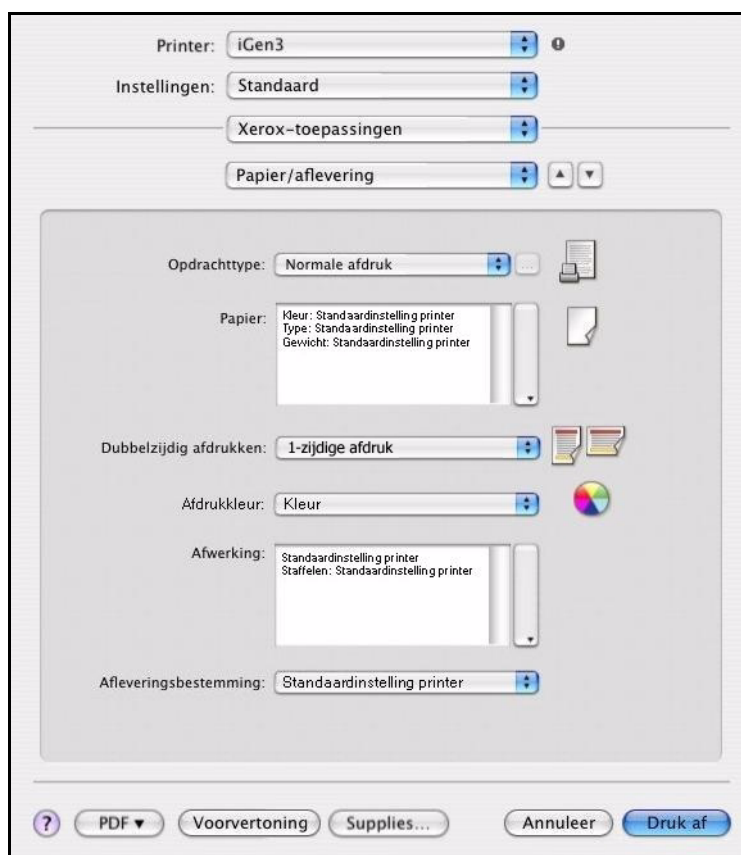 Printer: iGen3
Instellingen: Standaard
Xerox-toepassingen
Papier/aflevering
Opdrachttype: Normale afdruk ...
Papier: Kleur: Standaardinstelling printer
Type: Standaardinstelling printer
Gewicht: Standaardinstelling printer
Dubbelzijdig afdrukken: 1-zijdige afdruk
Afdrukkleur: Kleur
Afwerking: Standaardinstelling printer
Staffelen: Standaardinstelling printer
Afleveringsbestemming: Standaardinstelling printer
? PDF Voorvertoning Supplies... Annuleer Druk af